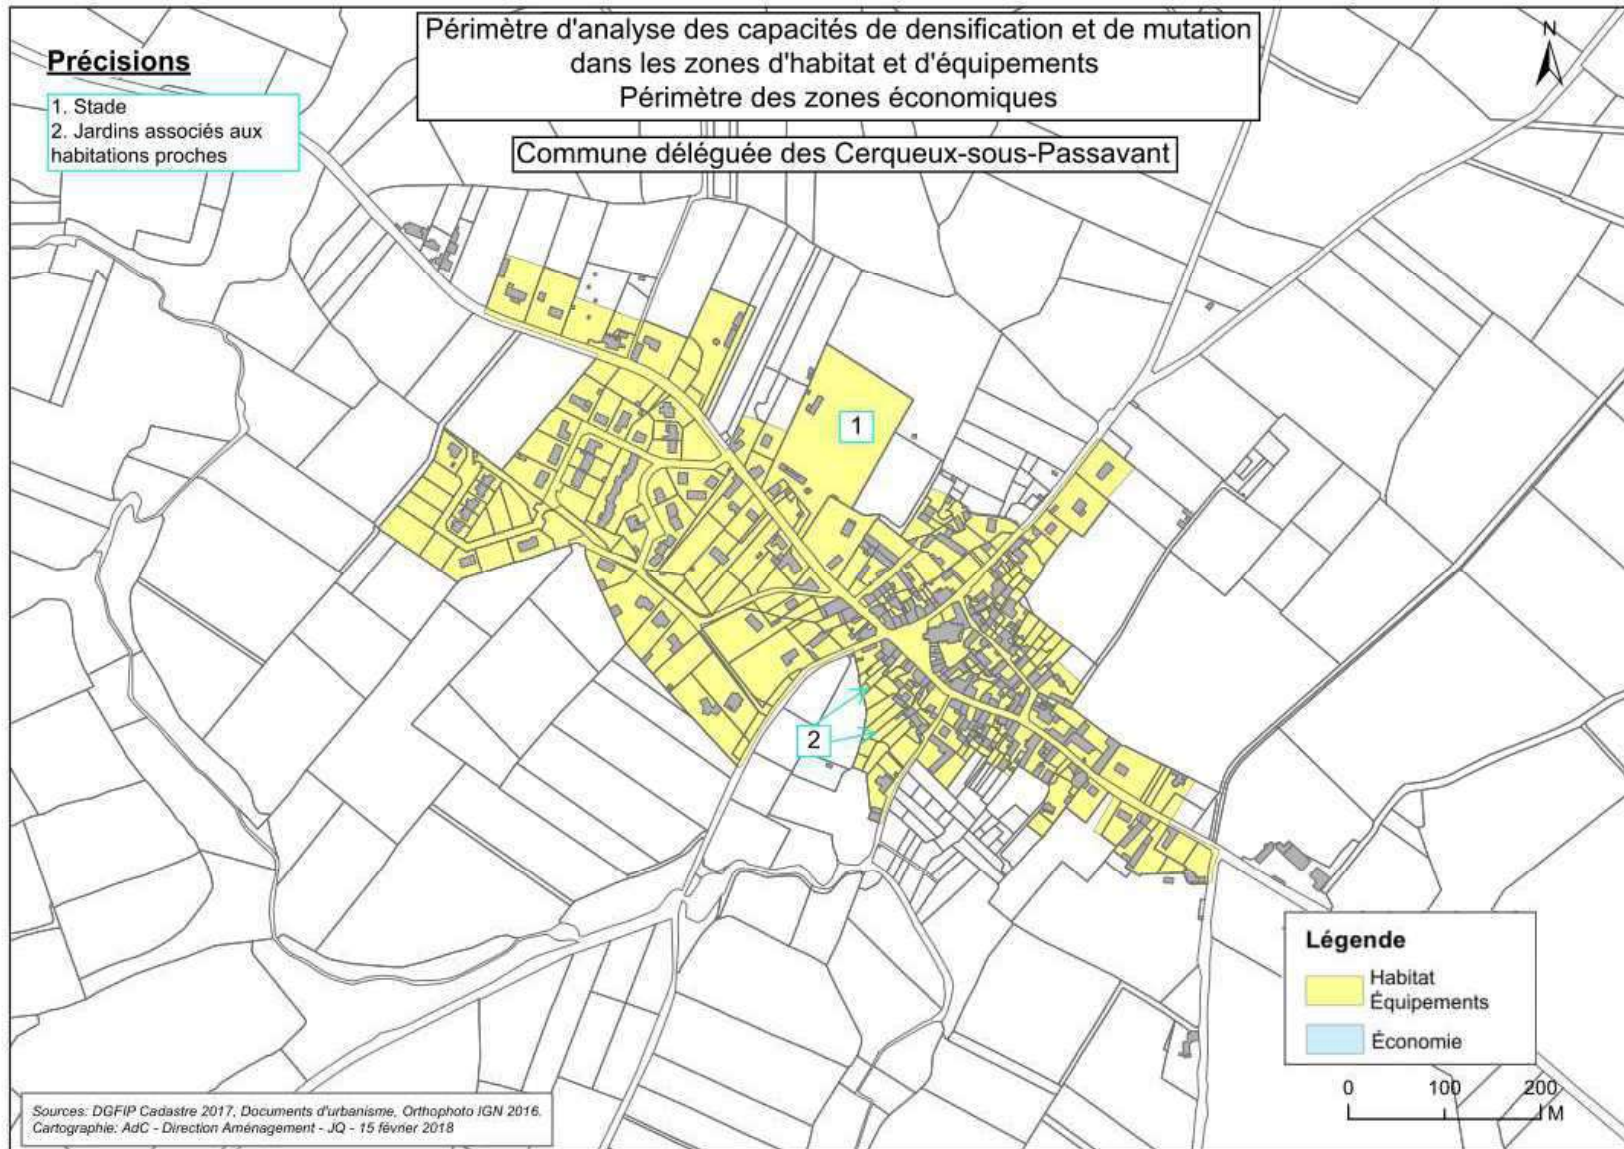 Périmètre d'analyse des capacités de densification et de mutation
dans les zones d'habitat et d'équipements
Périmètre des zones économiques
Commune déléguée des Cerqueux-sous-Passavant
N
Précisions
1. Stade
2. Jardins associés aux
habitations proches
1
2
Légende
Habitat
Équipements
Économie
0 100 200
M
Sources: DGFIP Cadastre 2017, Documents d'urbanisme, Orthophoto IGN 2016.
Cartographie: AdC - Direction Aménagement - JQ - 15 février 2018